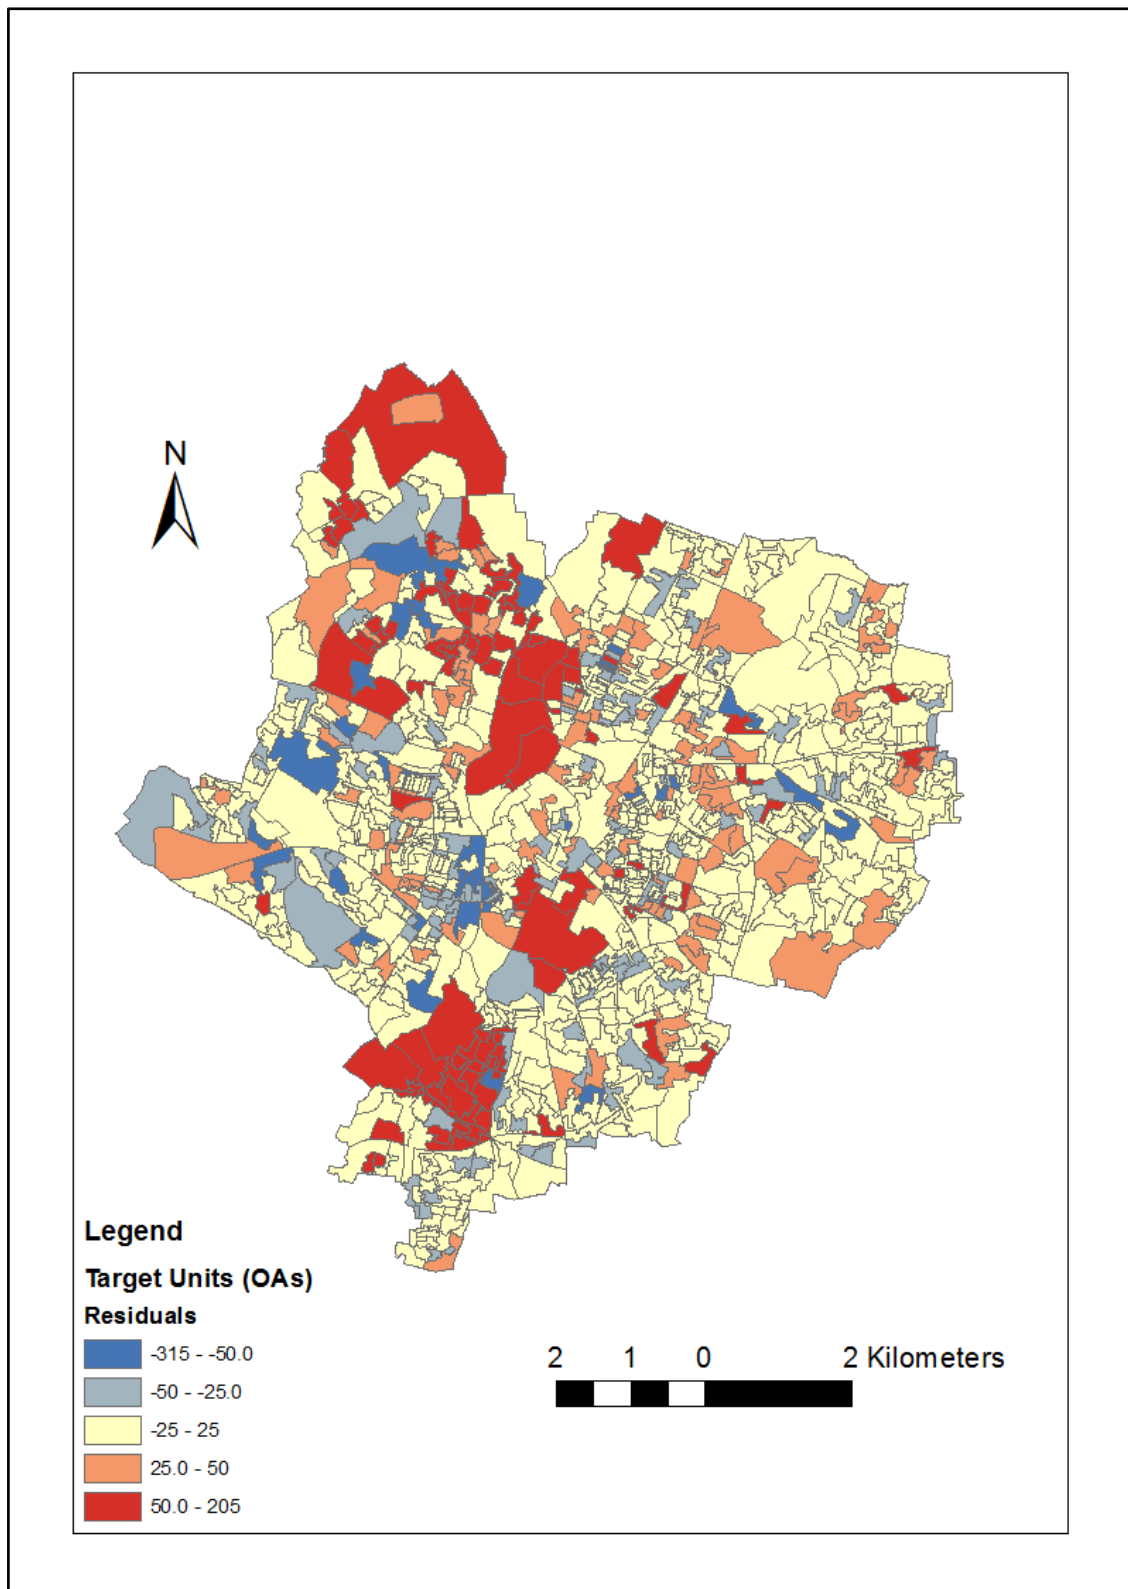 N
Legend
Target Units (OAs)
Residuals
-315 - -50.0
-50 - -25.0
-25 - 25
25.0 - 50
50.0 - 205
2 1 0 2 Kilometers